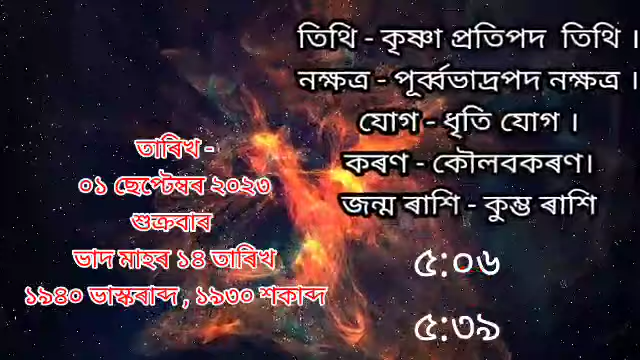 তিথি - কৃষ্ণা প্ৰতিপদ তিথি ।
নক্ষত্ৰ - পূৰ্ব্বভাদ্ৰপদ নক্ষত্ৰ ।
যোগ - ধৃতি যোগ ।
কৰণ - কৌলবকৰণ।
জন্ম ৰাশি - কুম্ভ ৰাশি
৫:০৬
৫:৩৯
তাৰিখ -
০১ ছেপ্টেম্বৰ ২০২৩
শুক্ৰবাৰ
ভাদ মাহৰ ১৪ তাৰিখ
১৯৪০ ভাস্কৰাব্দ , ১৯৩০ শকাব্দ